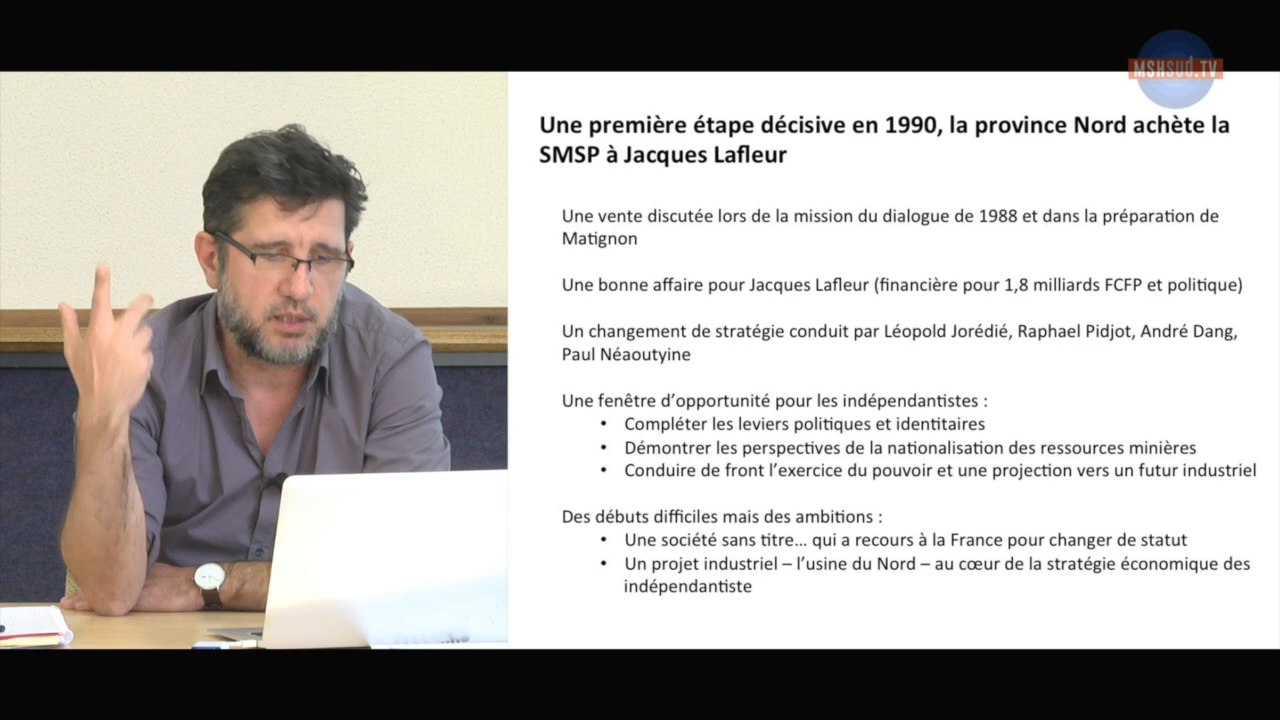 MSHSUD.TV
Une première étape décisive en 1990, la province Nord achète la
SMSP à Jacques Lafleur
Une vente discutée lors de la mission du dialogue de 1988 et dans la préparation de
Matignon
Une bonne affaire pour Jacques Lafleur (financière pour 1,8 milliards FCFP et politique)
Un changement de stratégie conduit par Léopold Jorédié, Raphael Pidjot, André Dang,
Paul Néaoutyine
Une fenêtre d'opportunité pour les indépendantistes :
• Compléter les leviers politiques et identitaires
• Démontrer les perspectives de la nationalisation des ressources minières
• Conduire de front l'exercice du pouvoir et une projection vers un futur industriel
Des débuts difficiles mais des ambitions :
• Une société sans titre... qui a recours à la France pour changer de statut
• Un projet industriel – l'usine du Nord – au cœur de la stratégie économique des
indépendantiste